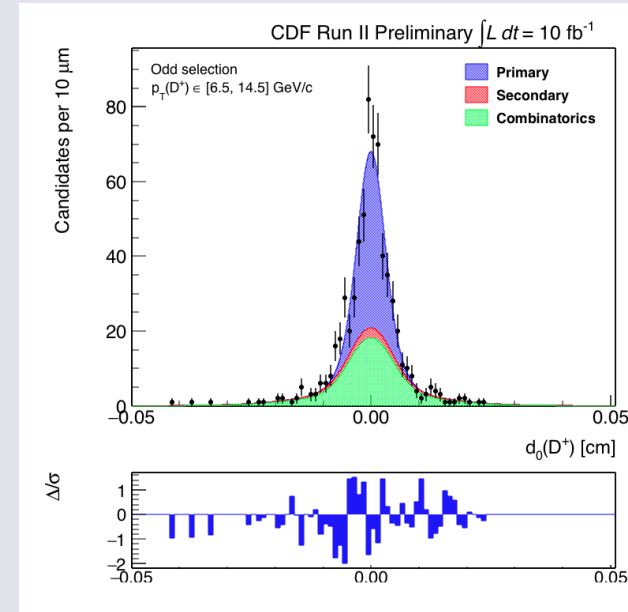 CDF Run II Preliminary ∫L dt = 10 fb⁻¹
Odd selection
p_T(D⁺) ∈ [6.5, 14.5] GeV/c
Primary
Secondary
Combinatorics
Candidates per 10 μm
80
60
40
20
0
−0.05 0.00 0.05
d₀(D⁺) [cm]
Δ/σ
1
0
−1
−2
−0.05 0.00 0.05